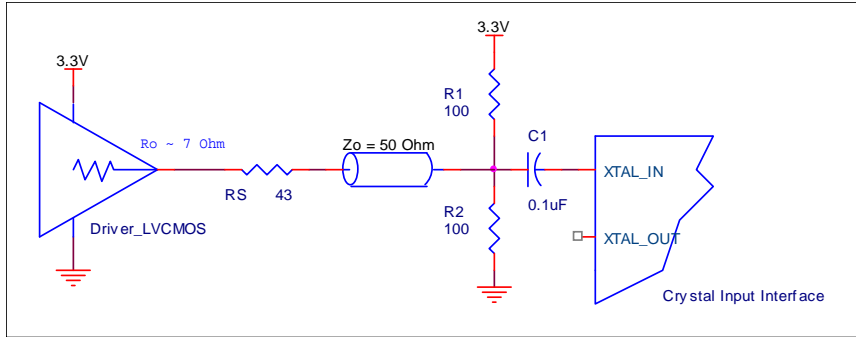 3.3V
3.3V
R1
100
C1
Ro ~ 7 Ohm
Zo = 50 Ohm
XTAL_IN
RS
43
0.1uF
R2
100
Driver_LVCMOS
XTAL_OUT
Crystal Input Interface